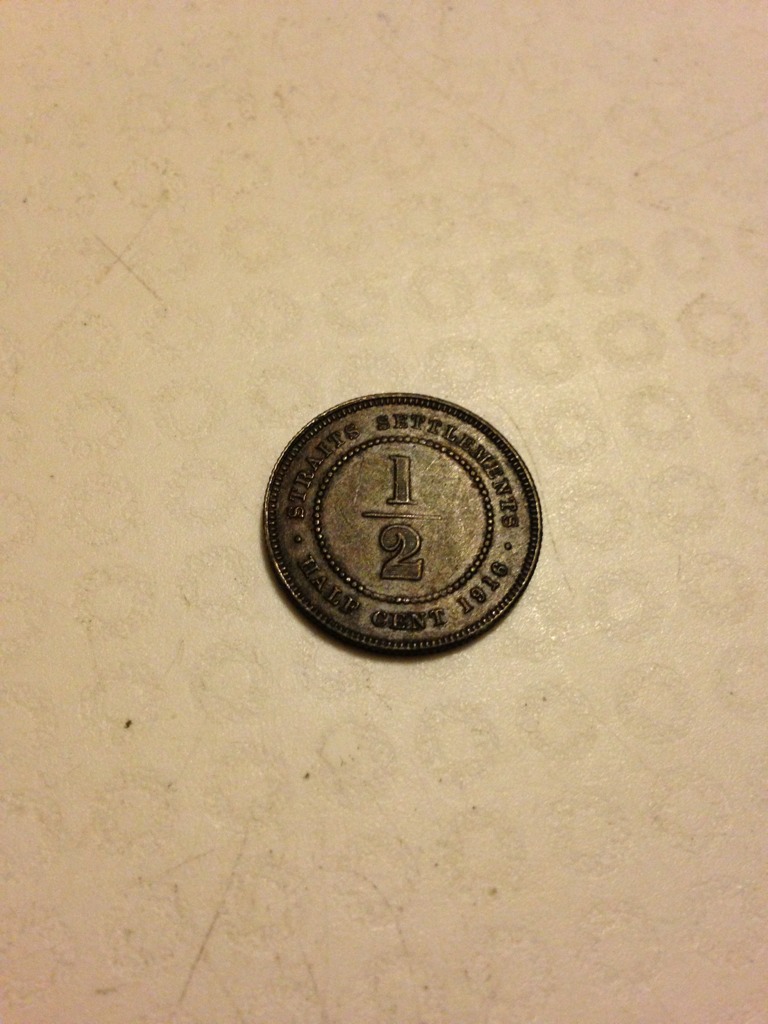 STRAITS SETTLEMENTS
1
2
HALF CENT 1916